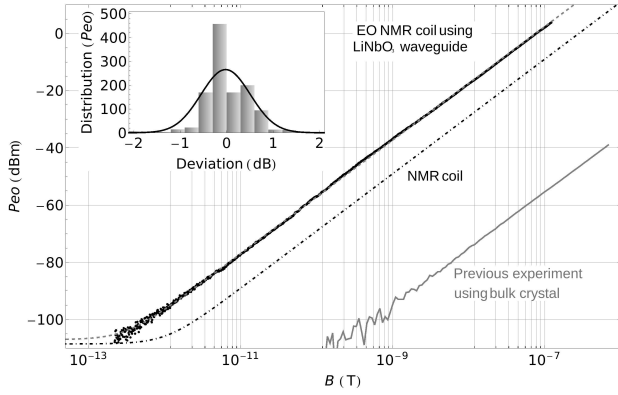 500
400
300
200
100
0
Distribution (Peo)
−2 −1 0 1 2
Deviation (dB)
EO NMR coil using
LiNbO, waveguide
NMR coil
Previous experiment
using bulk crystal
0
−20
−40
−60
−80
−100
Peo (dBm)
10⁻¹³ 10⁻¹¹ 10⁻⁹ 10⁻⁷
B (T)